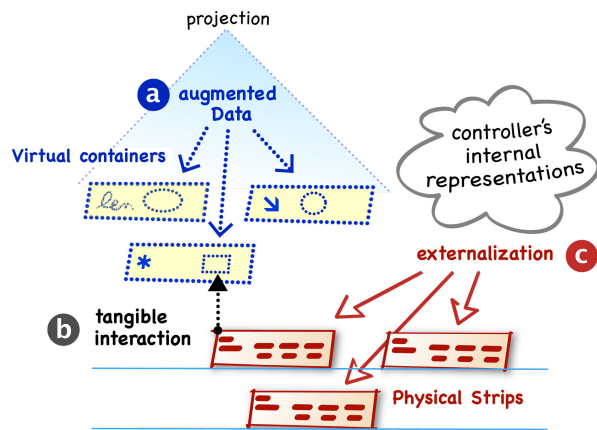 projection
a augmented
Data
Virtual containers
controller's
internal
representations
externalization c
b tangible
interaction
Physical Strips